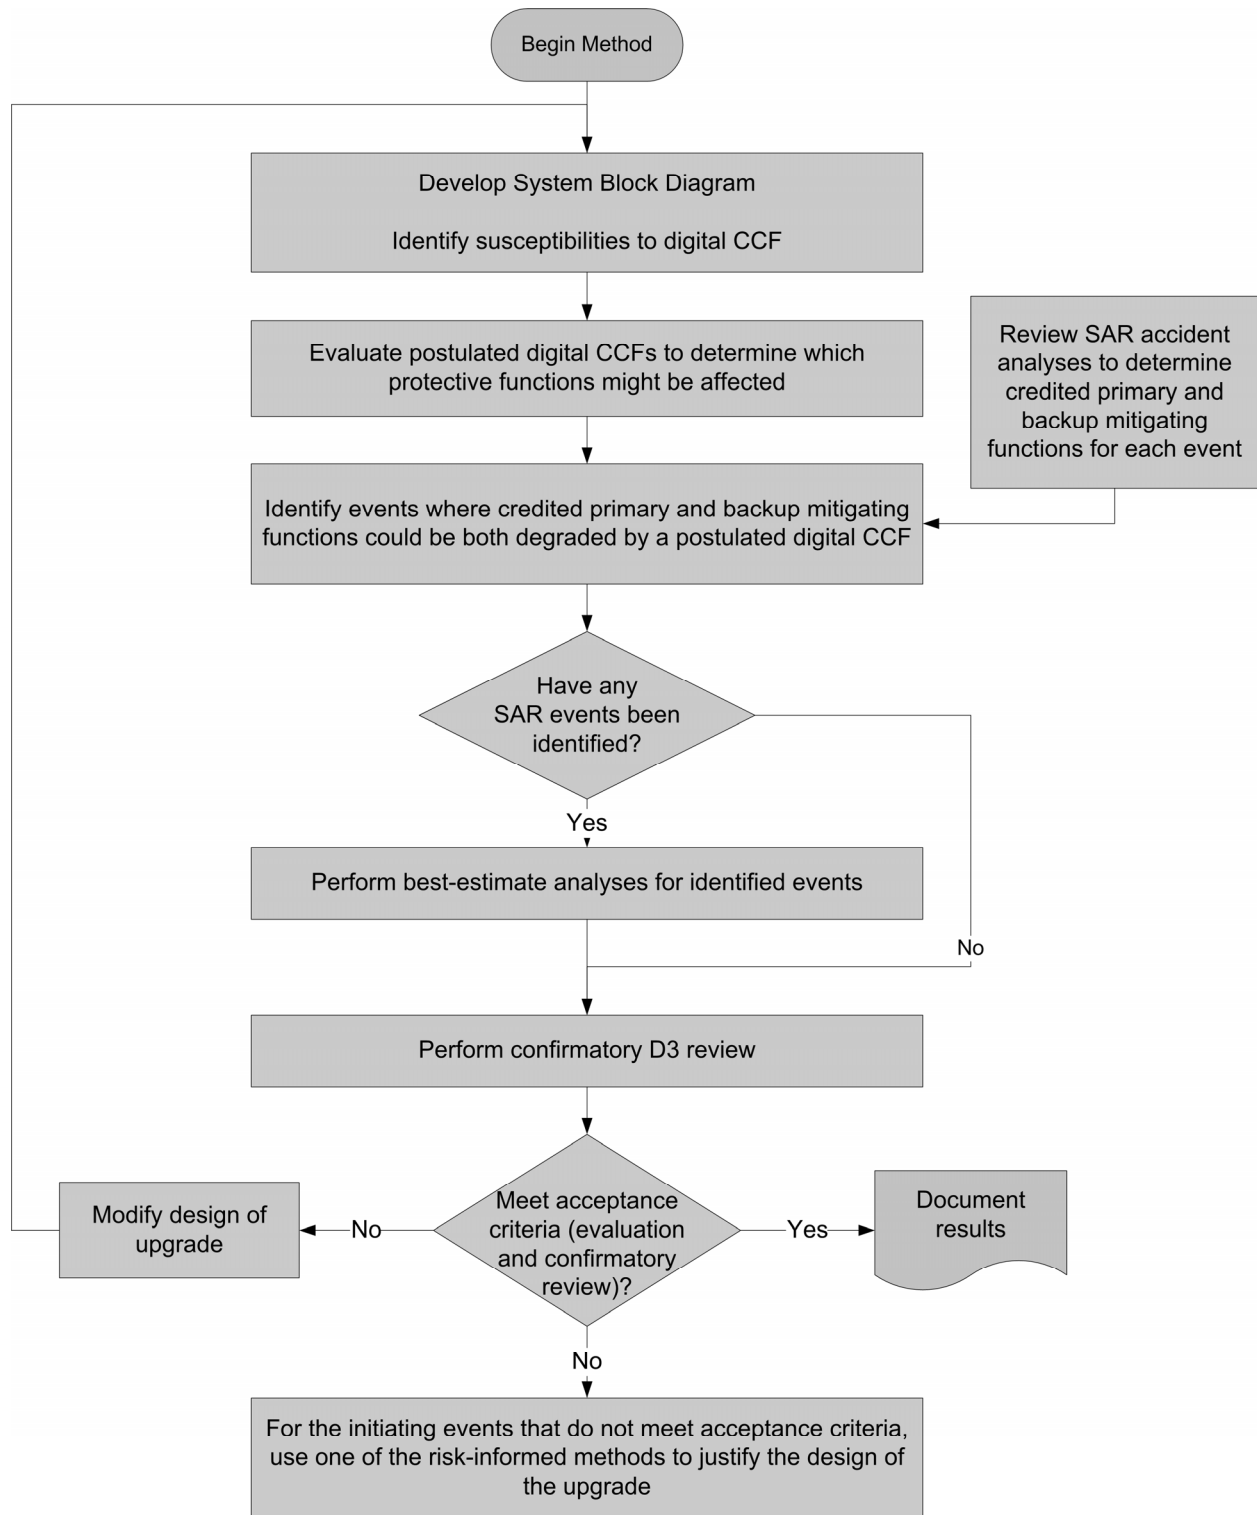 Begin Method
Develop System Block Diagram
Identify susceptibilities to digital CCF
Evaluate postulated digital CCFs to determine which
protective functions might be affected
Review SAR accident
analyses to determine
credited primary and
backup mitigating
functions for each event
Identify events where credited primary and backup mitigating
functions could be both degraded by a postulated digital CCF
Have any
SAR events been
identified?
Yes
Perform best-estimate analyses for identified events
No
Perform confirmatory D3 review
Modify design of
upgrade
No
Meet acceptance
criteria (evaluation
and confirmatory
review)?
Yes
Document
results
No
For the initiating events that do not meet acceptance criteria,
use one of the risk-informed methods to justify the design of
the upgrade